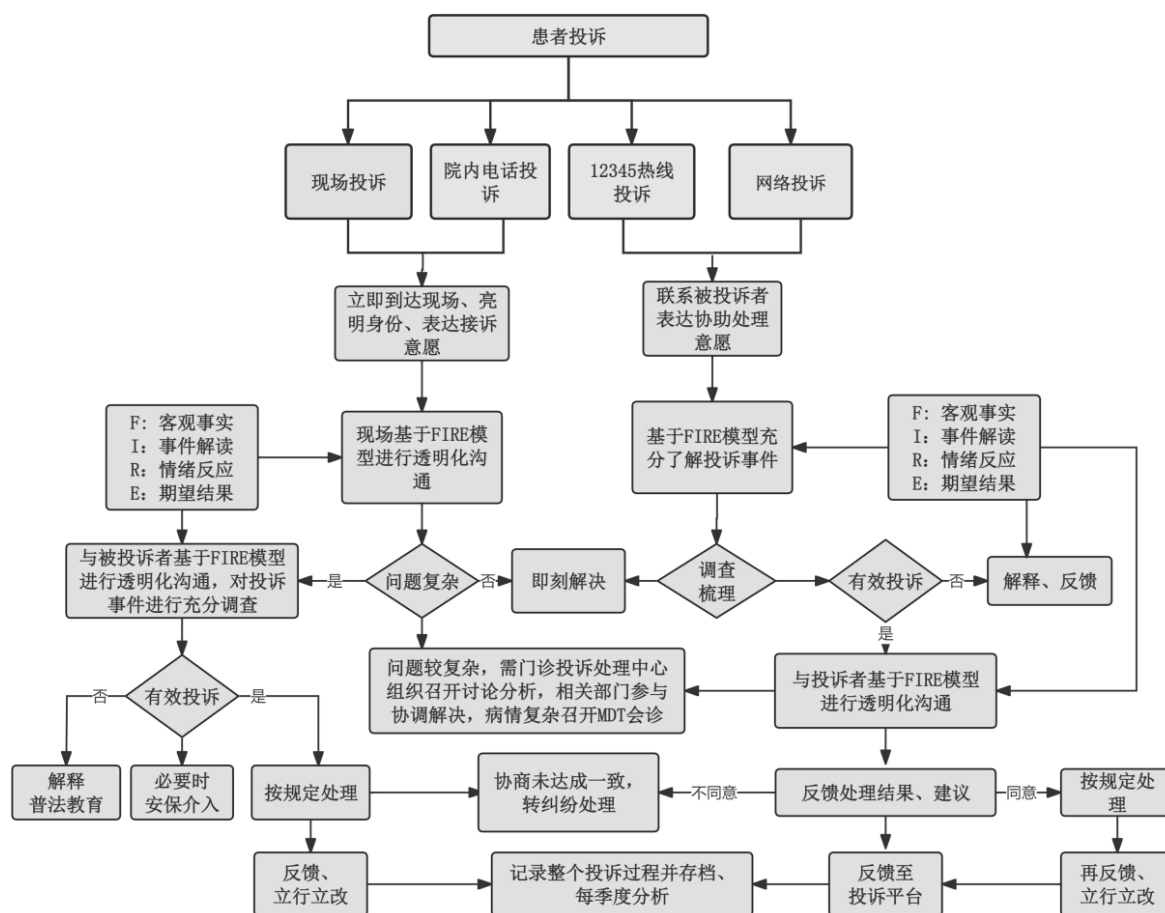 患者投诉
现场投诉
院内电话投
诉
12345热线
投诉
网络投诉
立即到达现场、亮
明身份、表达接诉
意愿
联系被投诉者
表达协助处理
意愿
F: 客观事实
I: 事件解读
R: 情绪反应
E: 期望结果
现场基于FIRE模
型进行透明化沟
通
基于FIRE模型充
分了解投诉事件
F: 客观事实
I: 事件解读
R: 情绪反应
E: 期望结果
与被投诉者基于FIRE模型
进行透明化沟通，对投诉
事件进行充分调查
是
问题复杂
否
即刻解决
调查
梳理
有效投诉
否
解释、反馈
是
问题较复杂，需门诊投诉处理中心
组织召开讨论分析，相关部门参与
协调解决，病情复杂召开MDT会诊
与投诉者基于FIRE模型
进行透明化沟通
否
有效投诉
是
解释
普法教育
必要时
安保介入
按规定处理
协商未达成一致，
转纠纷处理
不同意
反馈处理结果、建议
同意
按规定处
理
反馈、
立行立改
记录整个投诉过程并存档、
每季度分析
反馈至
投诉平台
再反馈、
立行立改